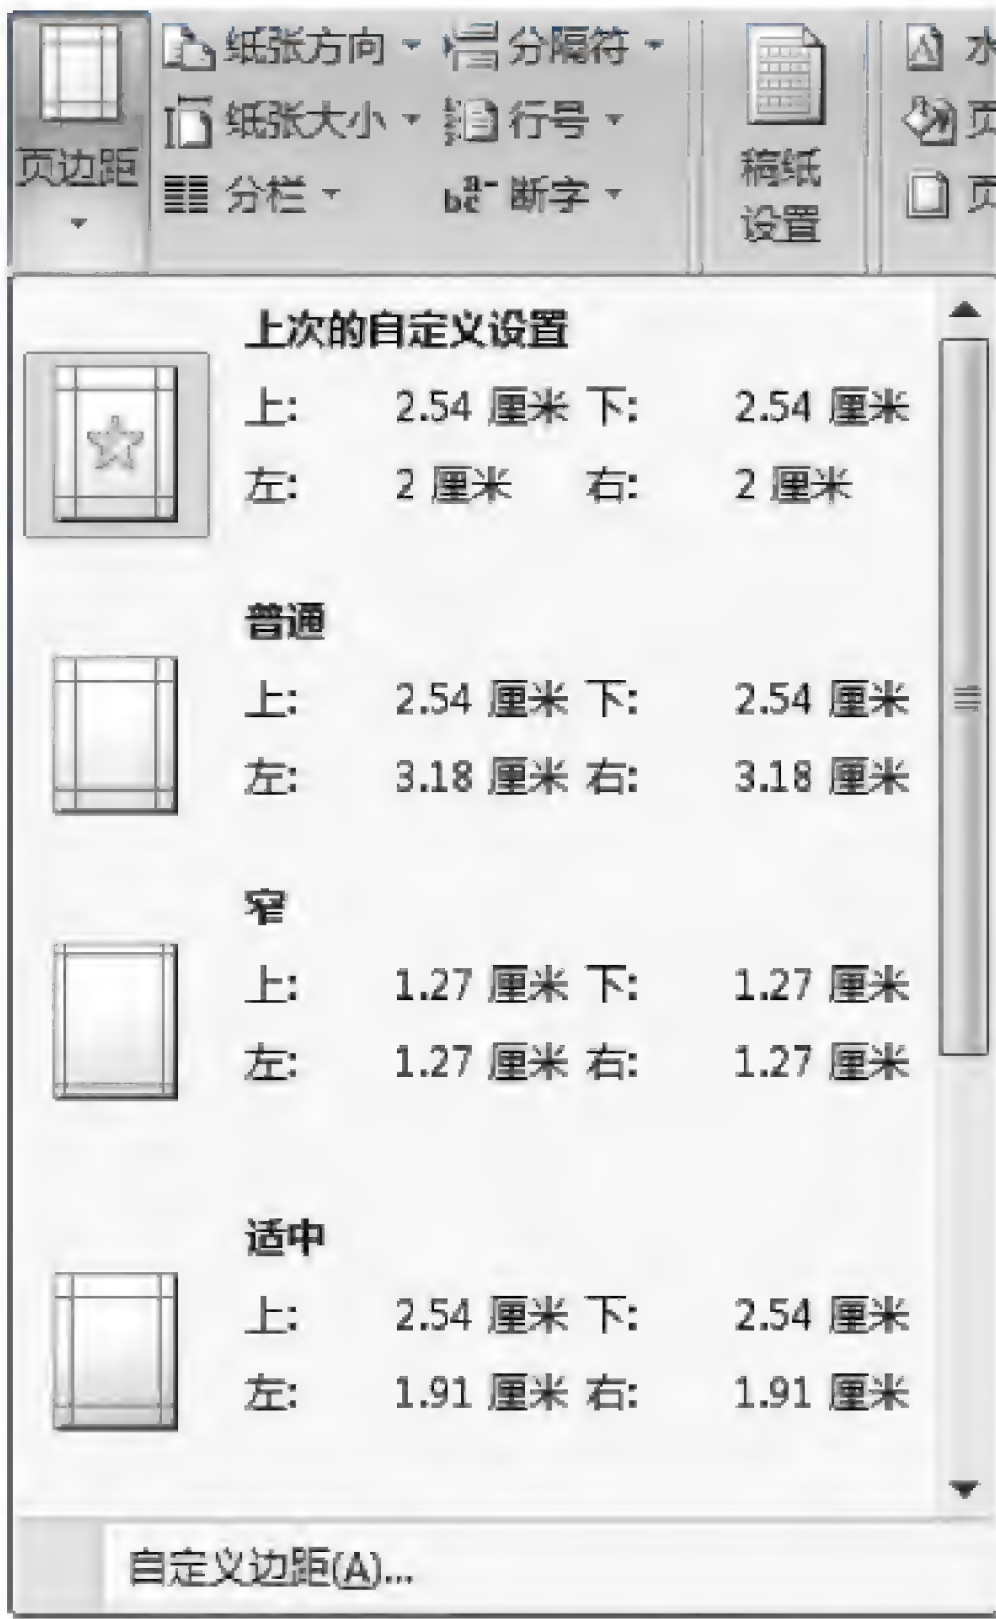 纸张方向 分隔符 水
纸张大小 行号 页
页边距 稿纸
分栏 断字 页
设置
上次的自定义设置
上: 2.54 厘米 下: 2.54 厘米
左: 2 厘米 右: 2 厘米
普通
上: 2.54 厘米 下: 2.54 厘米
左: 3.18 厘米 右: 3.18 厘米
窄
上: 1.27 厘米 下: 1.27 厘米
左: 1.27 厘米 右: 1.27 厘米
适中
上: 2.54 厘米 下: 2.54 厘米
左: 1.91 厘米 右: 1.91 厘米
自定义边距(A)...